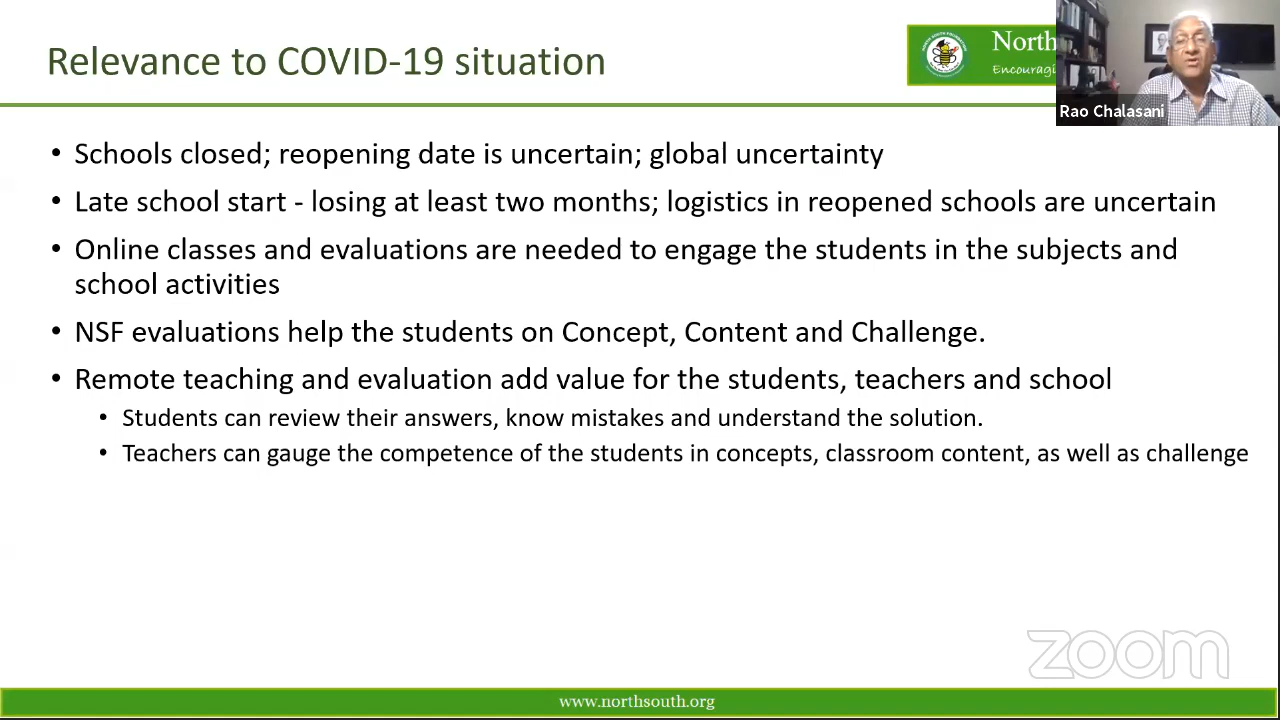 Relevance to COVID-19 situation
North
Encouragi
Rao Chalasani
• Schools closed; reopening date is uncertain; global uncertainty
• Late school start - losing at least two months; logistics in reopened schools are uncertain
• Online classes and evaluations are needed to engage the students in the subjects and
school activities
• NSF evaluations help the students on Concept, Content and Challenge.
• Remote teaching and evaluation add value for the students, teachers and school
• Students can review their answers, know mistakes and understand the solution.
• Teachers can gauge the competence of the students in concepts, classroom content, as well as challenge
zoom
www.northsouth.org